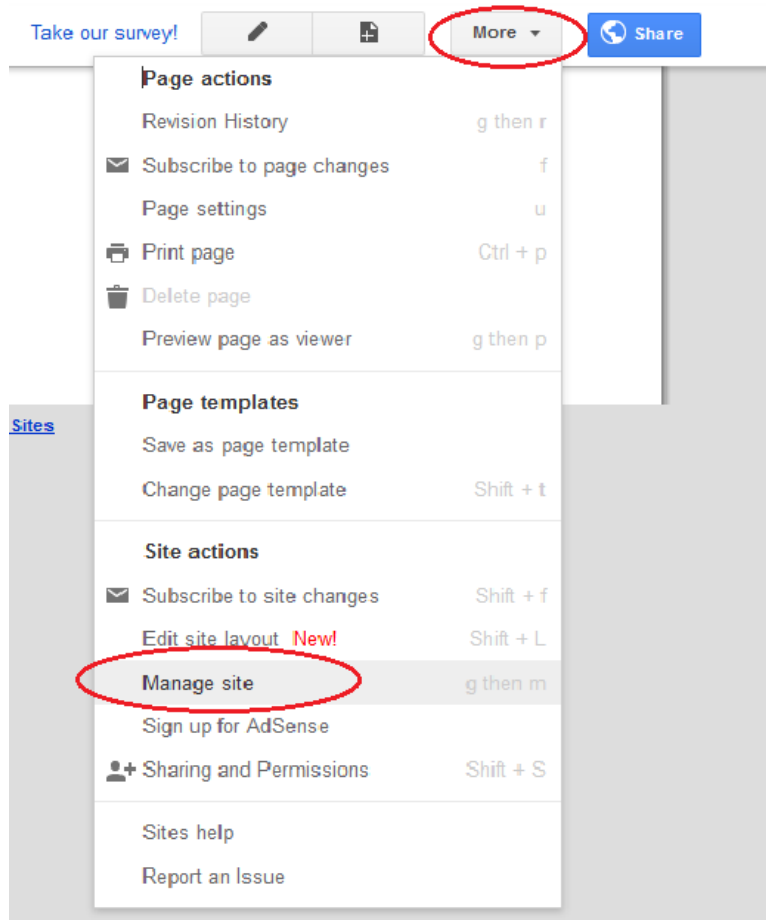 Take our survey! More Share
Page actions
Revision History g then r
Subscribe to page changes f
Page settings u
Print page Ctrl + p
Delete page
Preview page as viewer g then p
Page templates
Sites
Save as page template
Change page template Shift + t
Site actions
Subscribe to site changes Shift + f
Edit site layout New! Shift + L
Manage site g then m
Sign up for AdSense
Sharing and Permissions Shift + S
Sites help
Report an Issue